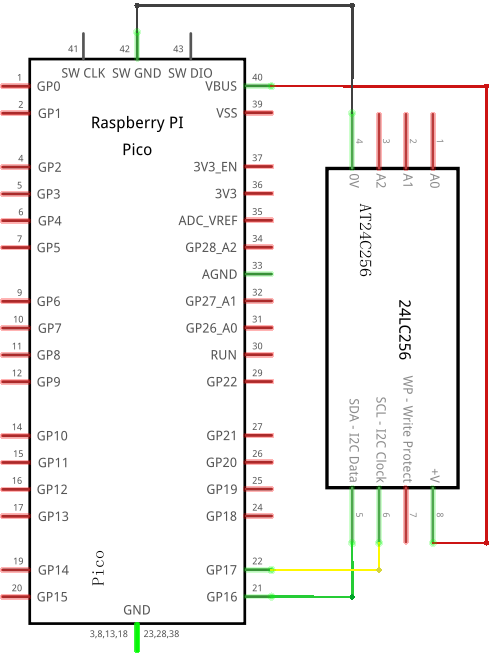 41
42
43
SW CLK
SW GND
SW DIO
1 GP0
VBUS 40
2 GP1
VSS 39
Raspberry PI
Pico
4 GP2
3V3_EN 37
5 GP3
3V3 36
6 GP4
ADC_VREF 35
7 GP5
GP28_A2 34
AGND 33
9 GP6
GP27_A1 32
10 GP7
GP26_A0 31
11 GP8
RUN 30
12 GP9
GP22 29
14 GP10
GP21 27
15 GP11
GP20 26
16 GP12
GP19 25
17 GP13
GP18 24
19 GP14
GP17 22
20 GP15
GP16 21
Pico
GND
3,8,13,18
23,28,38
4
3
2
1
0V
A2
A1
A0
AT24C256
24LC256
SDA - I2C Data
SCL - I2C Clock
WP - Write Protect
+V
5
6
7
8